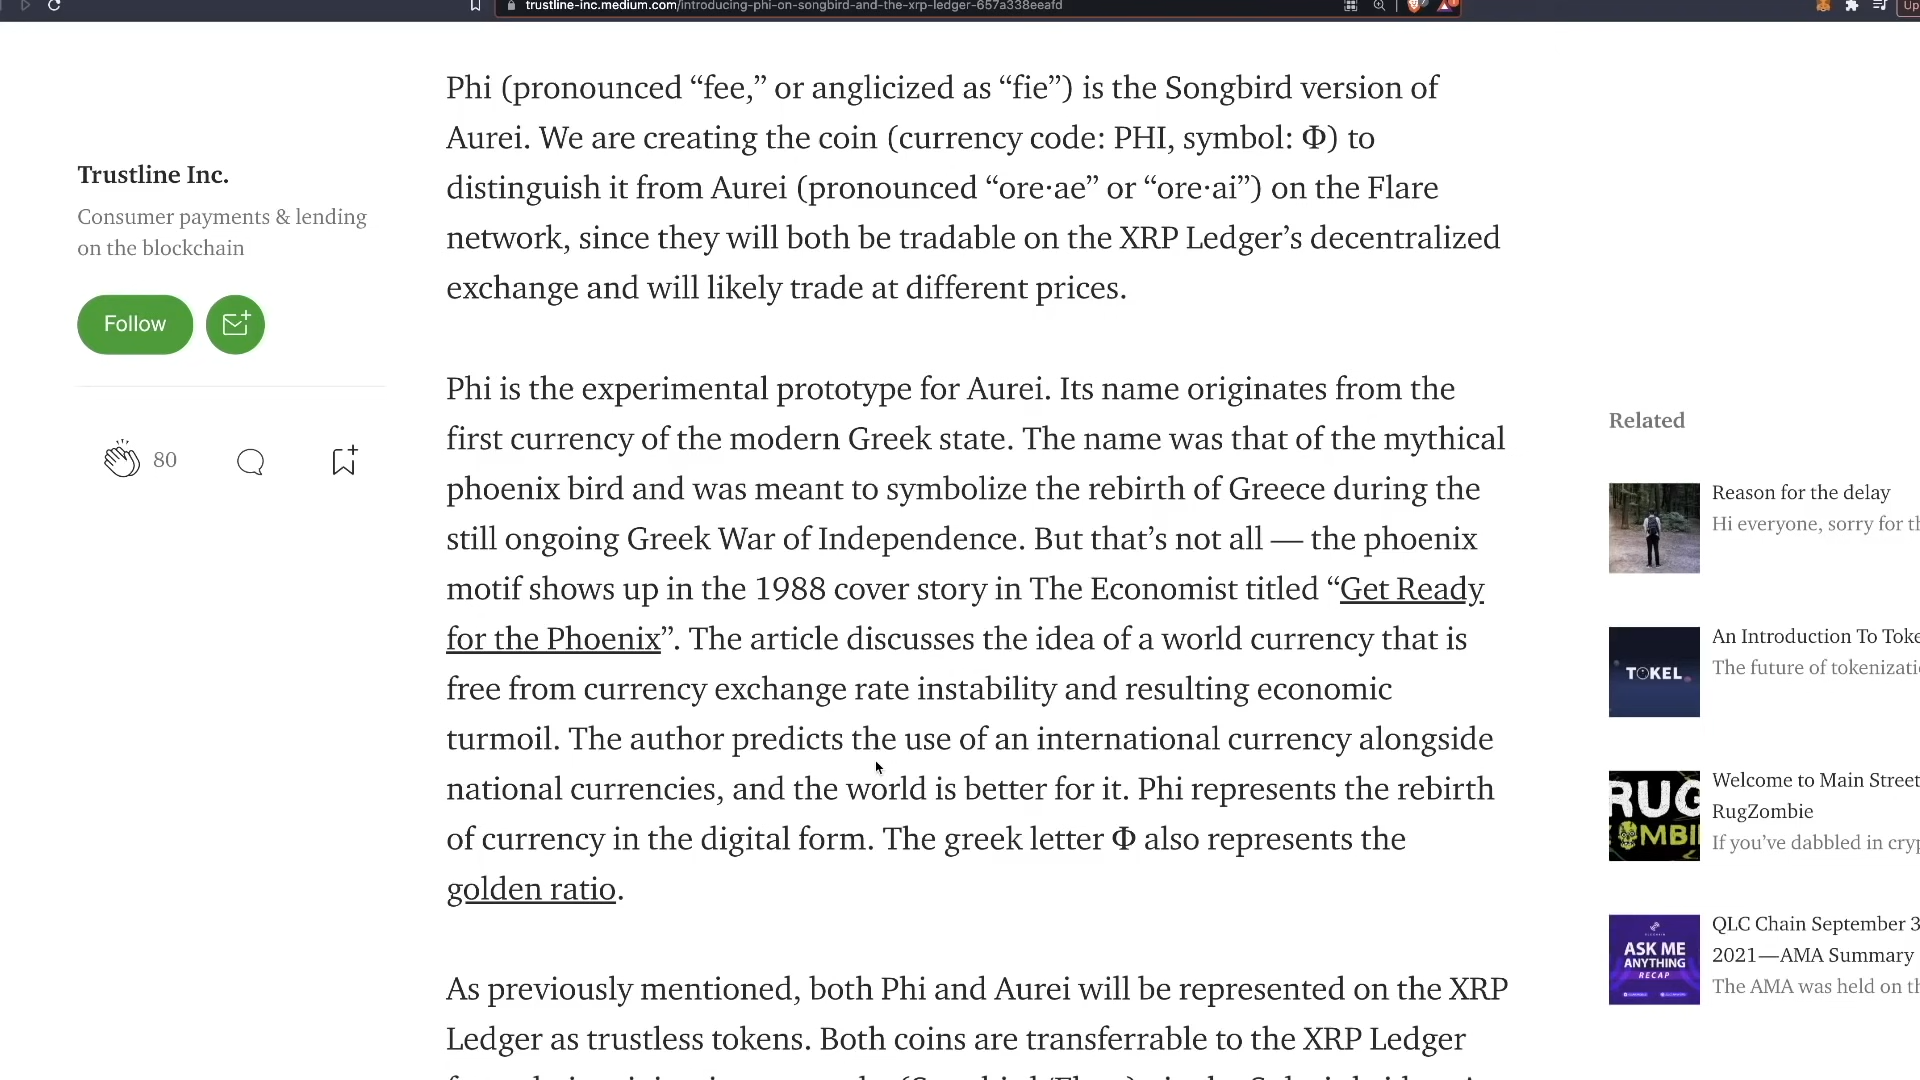 trustline-inc.medium.com/introducing-phi-on-songbird-and-the-xrp-ledger-657a338eeafd
Up
Trustline Inc.
Consumer payments & lending
on the blockchain
Follow
80
Phi (pronounced “fee,” or anglicized as “fie”) is the Songbird version of
Aurei. We are creating the coin (currency code: PHI, symbol: Φ) to
distinguish it from Aurei (pronounced “ore·ae” or “ore·ai”) on the Flare
network, since they will both be tradable on the XRP Ledger’s decentralized
exchange and will likely trade at different prices.
Phi is the experimental prototype for Aurei. Its name originates from the
first currency of the modern Greek state. The name was that of the mythical
phoenix bird and was meant to symbolize the rebirth of Greece during the
still ongoing Greek War of Independence. But that’s not all — the phoenix
motif shows up in the 1988 cover story in The Economist titled “Get Ready
for the Phoenix”. The article discusses the idea of a world currency that is
free from currency exchange rate instability and resulting economic
turmoil. The author predicts the use of an international currency alongside
national currencies, and the world is better for it. Phi represents the rebirth
of currency in the digital form. The greek letter Φ also represents the
golden ratio.
As previously mentioned, both Phi and Aurei will be represented on the XRP
Ledger as trustless tokens. Both coins are transferrable to the XRP Ledger
Related
Reason for the delay
Hi everyone, sorry for th
TOKEL
An Introduction To Toke
The future of tokenizati
RUG
ZOMBI
Welcome to Main Street
RugZombie
If you’ve dabbled in cryp
ASK ME
ANYTHING
RECAP
QLC Chain September 3
2021—AMA Summary
The AMA was held on th